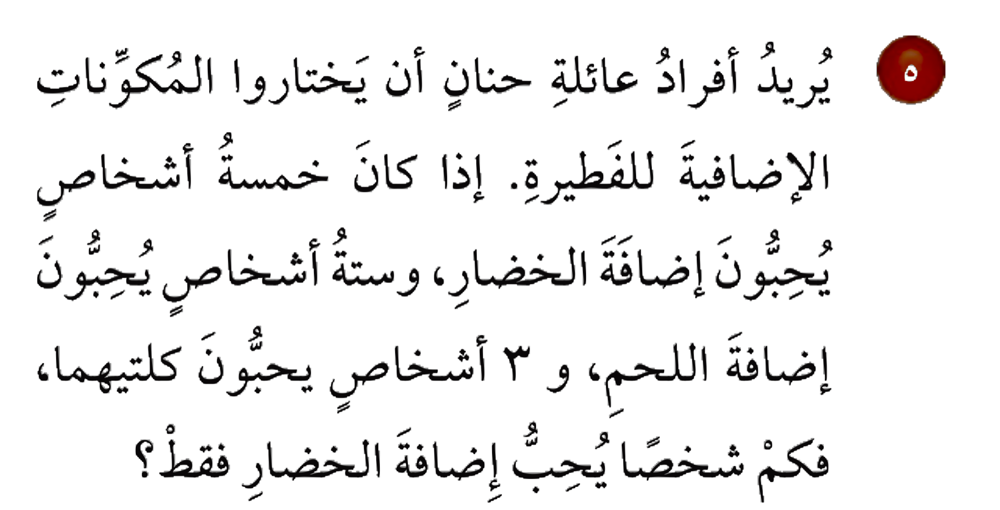 ٥ يُريدُ أفرادُ عائلةِ حنانٍ أن يَختاروا المُكوِّناتِ
الإضافيةَ للفَطيرةِ. إذا كانَ خمسةُ أشخاصٍ
يُحِبُّونَ إضافَةَ الخضارِ، وستةُ أشخاصٍ يُحِبُّونَ
إضافةَ اللحمِ، و ٣ أشخاصٍ يحبُّونَ كلتيهما،
فكمْ شخصًا يُحِبُّ إِضافةَ الخضارِ فقطْ؟